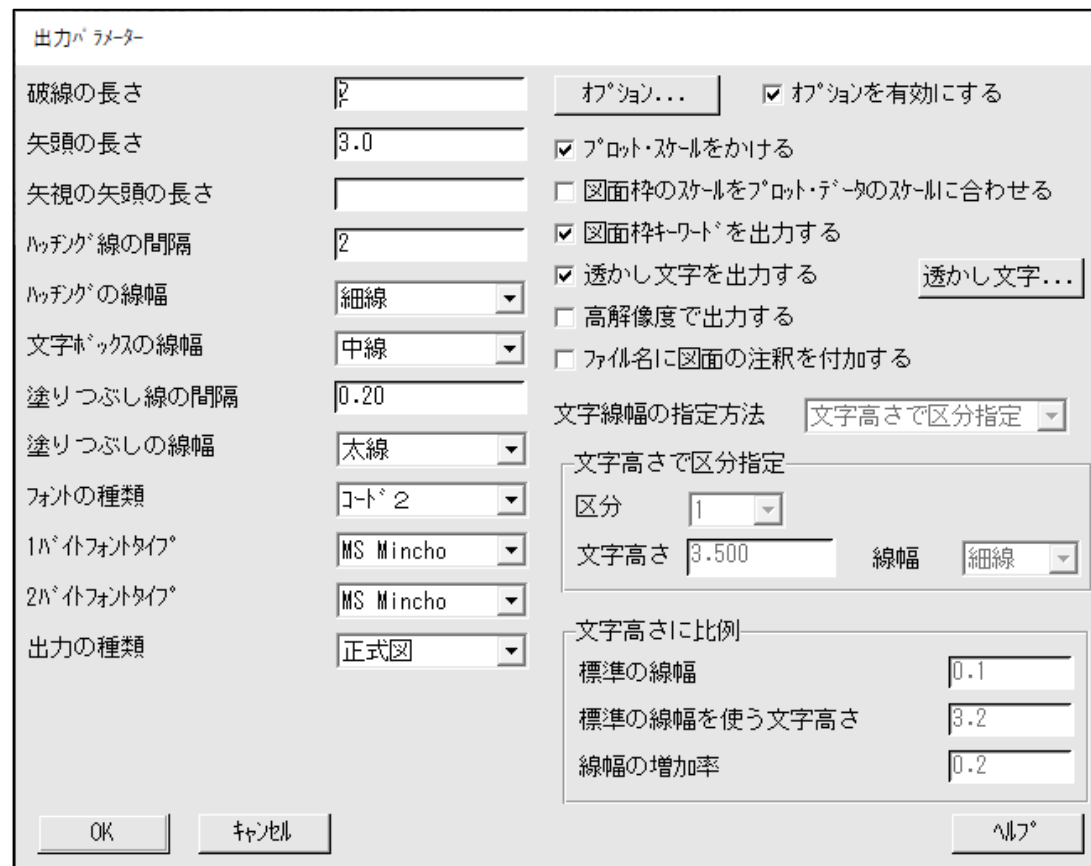 出力ﾊﾟﾗﾒｰﾀｰ
破線の長さ 2
矢頭の長さ 3.0
矢視の矢頭の長さ
ﾊｯﾁﾝｸﾞ線の間隔 2
ﾊｯﾁﾝｸﾞの線幅 細線
文字ﾎﾞｯｸｽの線幅 中線
塗りつぶし線の間隔 0.20
塗りつぶしの線幅 太線
ﾌｫﾝﾄの種類 ｺｰﾄﾞ２
1ﾊﾞｲﾄﾌｫﾝﾄﾀｲﾌﾟ MS Mincho
2ﾊﾞｲﾄﾌｫﾝﾄﾀｲﾌﾟ MS Mincho
出力の種類 正式図
ｵﾌﾟｼｮﾝ... ｵﾌﾟｼｮﾝを有効にする
ﾌﾟﾛｯﾄ･ｽｹｰﾙをかける
図面枠のｽｹｰﾙをﾌﾟﾛｯﾄ･ﾃﾞｰﾀのｽｹｰﾙに合わせる
図面枠ｷｰﾜｰﾄﾞを出力する
透かし文字を出力する 透かし文字...
高解像度で出力する
ﾌｧｲﾙ名に図面の注釈を付加する
文字線幅の指定方法 文字高さで区分指定
文字高さで区分指定
区分 1
文字高さ 3.500 線幅 細線
文字高さに比例
標準の線幅 0.1
標準の線幅を使う文字高さ 3.2
線幅の増加率 0.2
OK ｷｬﾝｾﾙ ﾍﾙﾌﾟ